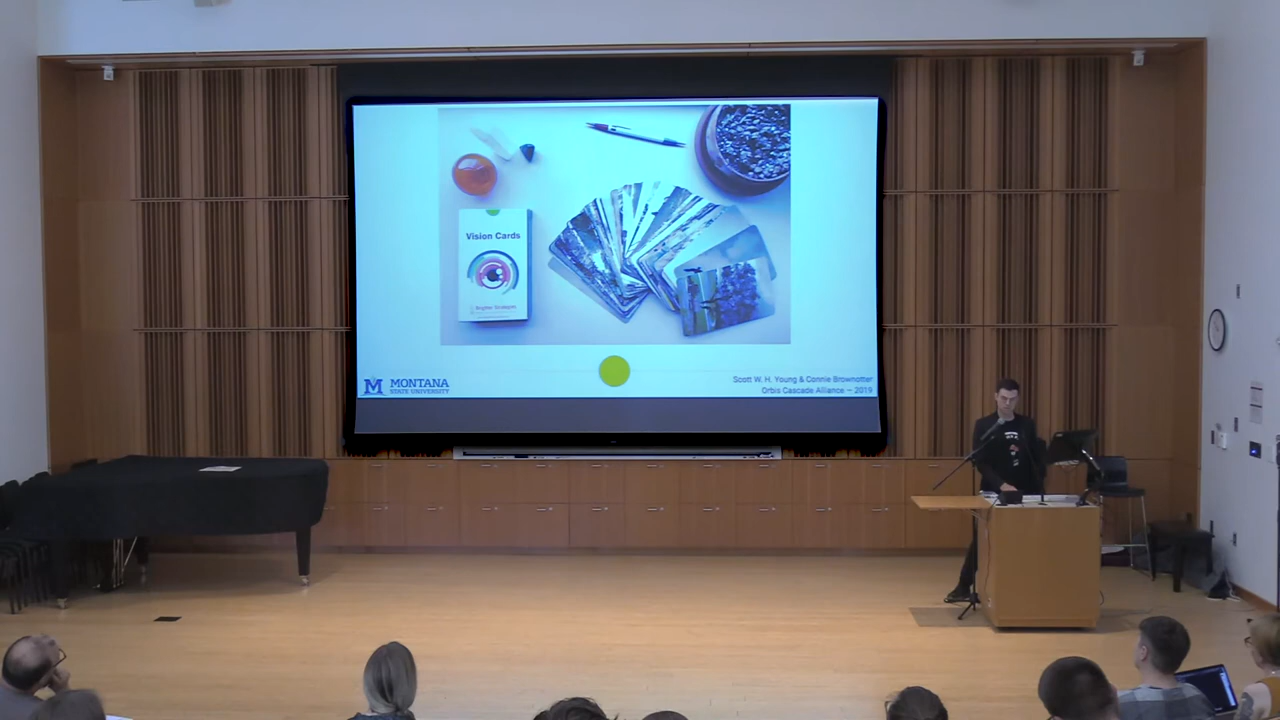 Vision Cards
MONTANA
STATE UNIVERSITY
Scott W. H. Young & Connie Brownotter
Orbis Cascade Alliance – 2019